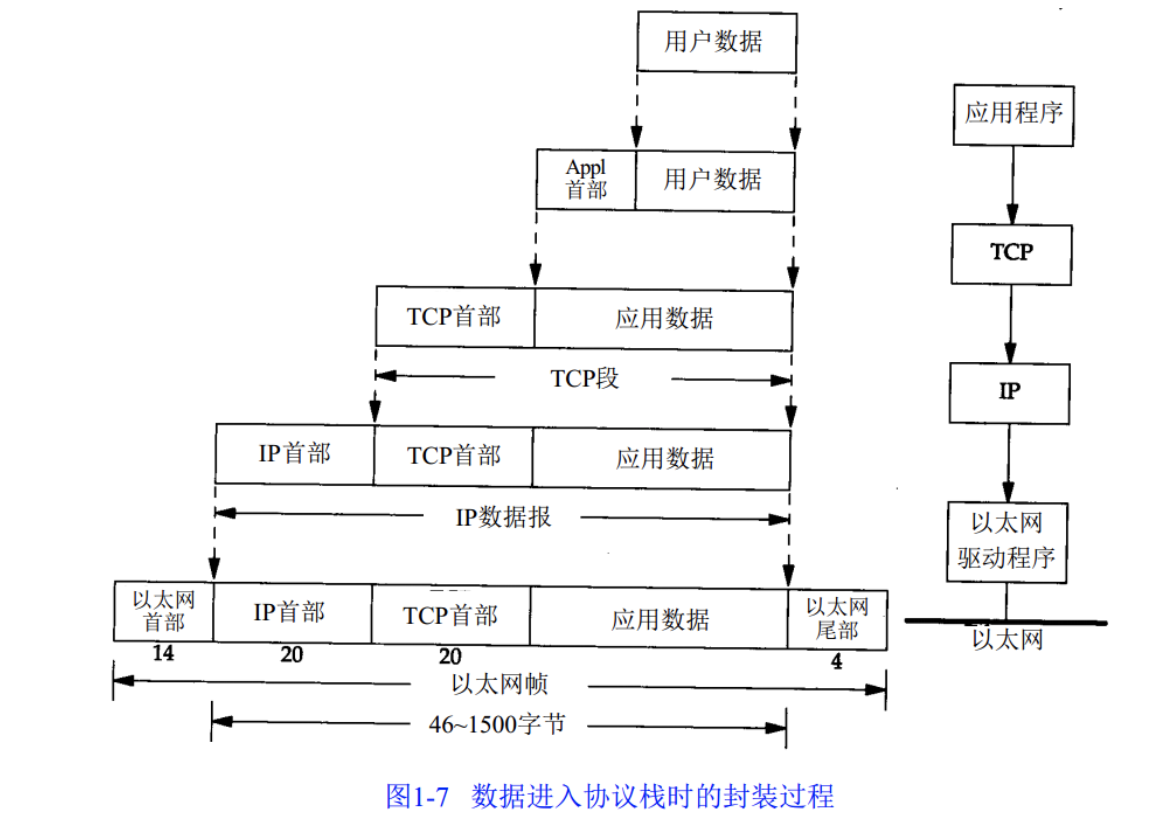 用户数据
应用程序
Appl
首部
用户数据
TCP
TCP首部
应用数据
TCP段
IP
IP首部
TCP首部
应用数据
IP数据报
以太网
驱动程序
以太网
首部
IP首部
TCP首部
应用数据
以太网
尾部
以太网
14
20
20
4
以太网帧
46~1500字节
图1-7 数据进入协议栈时的封装过程